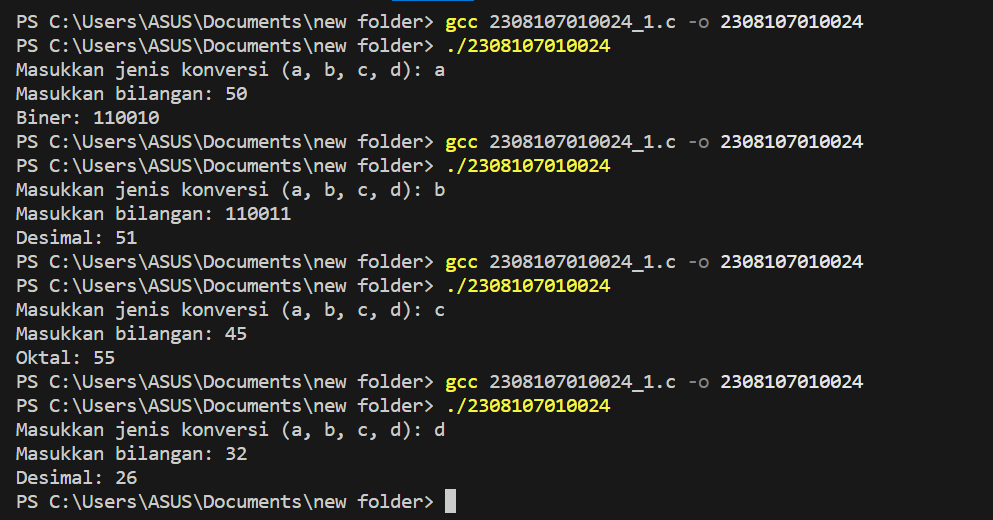 PS C:\Users\ASUS\Documents\new folder> gcc 2308107010024_1.c -o 2308107010024
PS C:\Users\ASUS\Documents\new folder> ./2308107010024
Masukkan jenis konversi (a, b, c, d): a
Masukkan bilangan: 50
Biner: 110010
PS C:\Users\ASUS\Documents\new folder> gcc 2308107010024_1.c -o 2308107010024
PS C:\Users\ASUS\Documents\new folder> ./2308107010024
Masukkan jenis konversi (a, b, c, d): b
Masukkan bilangan: 110011
Desimal: 51
PS C:\Users\ASUS\Documents\new folder> gcc 2308107010024_1.c -o 2308107010024
PS C:\Users\ASUS\Documents\new folder> ./2308107010024
Masukkan jenis konversi (a, b, c, d): c
Masukkan bilangan: 45
Oktal: 55
PS C:\Users\ASUS\Documents\new folder> gcc 2308107010024_1.c -o 2308107010024
PS C:\Users\ASUS\Documents\new folder> ./2308107010024
Masukkan jenis konversi (a, b, c, d): d
Masukkan bilangan: 32
Desimal: 26
PS C:\Users\ASUS\Documents\new folder>